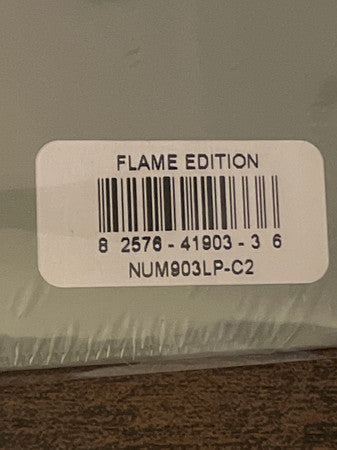 FLAME EDITION
8 2576 - 41903 - 3 6
NUM903LP-C2